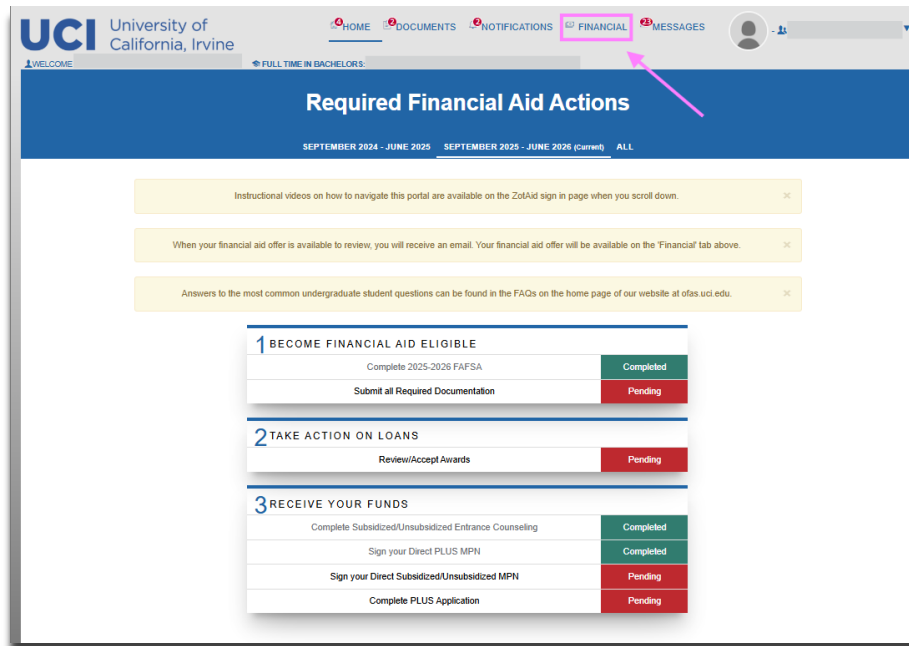 UCI University of California, Irvine
4 HOME 2 DOCUMENTS 2 NOTIFICATIONS FINANCIAL 23 MESSAGES
WELCOME FULL TIME IN BACHELORS:
Required Financial Aid Actions
SEPTEMBER 2024 - JUNE 2025 SEPTEMBER 2025 - JUNE 2026 (Current) ALL
Instructional videos on how to navigate this portal are available on the ZotAid sign in page when you scroll down. ×
When your financial aid offer is available to review, you will receive an email. Your financial aid offer will be available on the 'Financial' tab above. ×
Answers to the most common undergraduate student questions can be found in the FAQs on the home page of our website at ofas.uci.edu. ×
1 BECOME FINANCIAL AID ELIGIBLE
Complete 2025-2026 FAFSA Completed
Submit all Required Documentation Pending
2 TAKE ACTION ON LOANS
Review/Accept Awards Pending
3 RECEIVE YOUR FUNDS
Complete Subsidized/Unsubsidized Entrance Counseling Completed
Sign your Direct PLUS MPN Completed
Sign your Direct Subsidized/Unsubsidized MPN Pending
Complete PLUS Application Pending